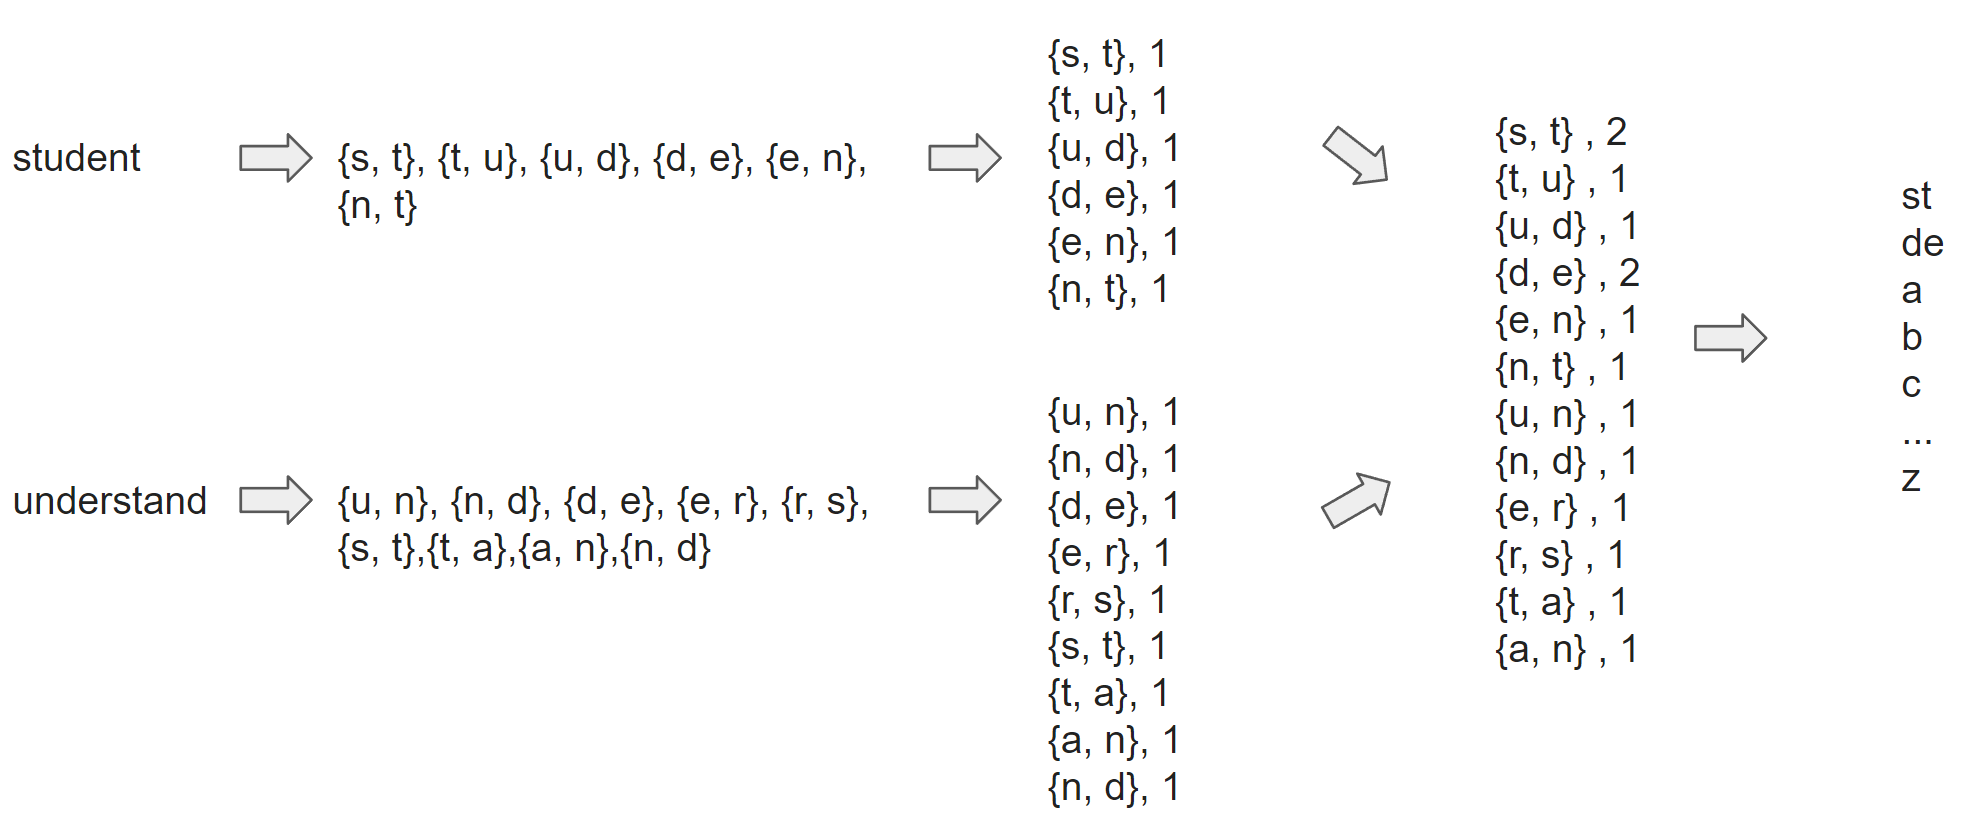 student
{s, t}, {t, u}, {u, d}, {d, e}, {e, n},
{n, t}
{s, t}, 1
{t, u}, 1
{u, d}, 1
{d, e}, 1
{e, n}, 1
{n, t}, 1
understand
{u, n}, {n, d}, {d, e}, {e, r}, {r, s},
{s, t},{t, a},{a, n},{n, d}
{u, n}, 1
{n, d}, 1
{d, e}, 1
{e, r}, 1
{r, s}, 1
{s, t}, 1
{t, a}, 1
{a, n}, 1
{n, d}, 1
{s, t} , 2
{t, u} , 1
{u, d} , 1
{d, e} , 2
{e, n} , 1
{n, t} , 1
{u, n} , 1
{n, d} , 1
{e, r} , 1
{r, s} , 1
{t, a} , 1
{a, n} , 1
st
de
a
b
c
...
z